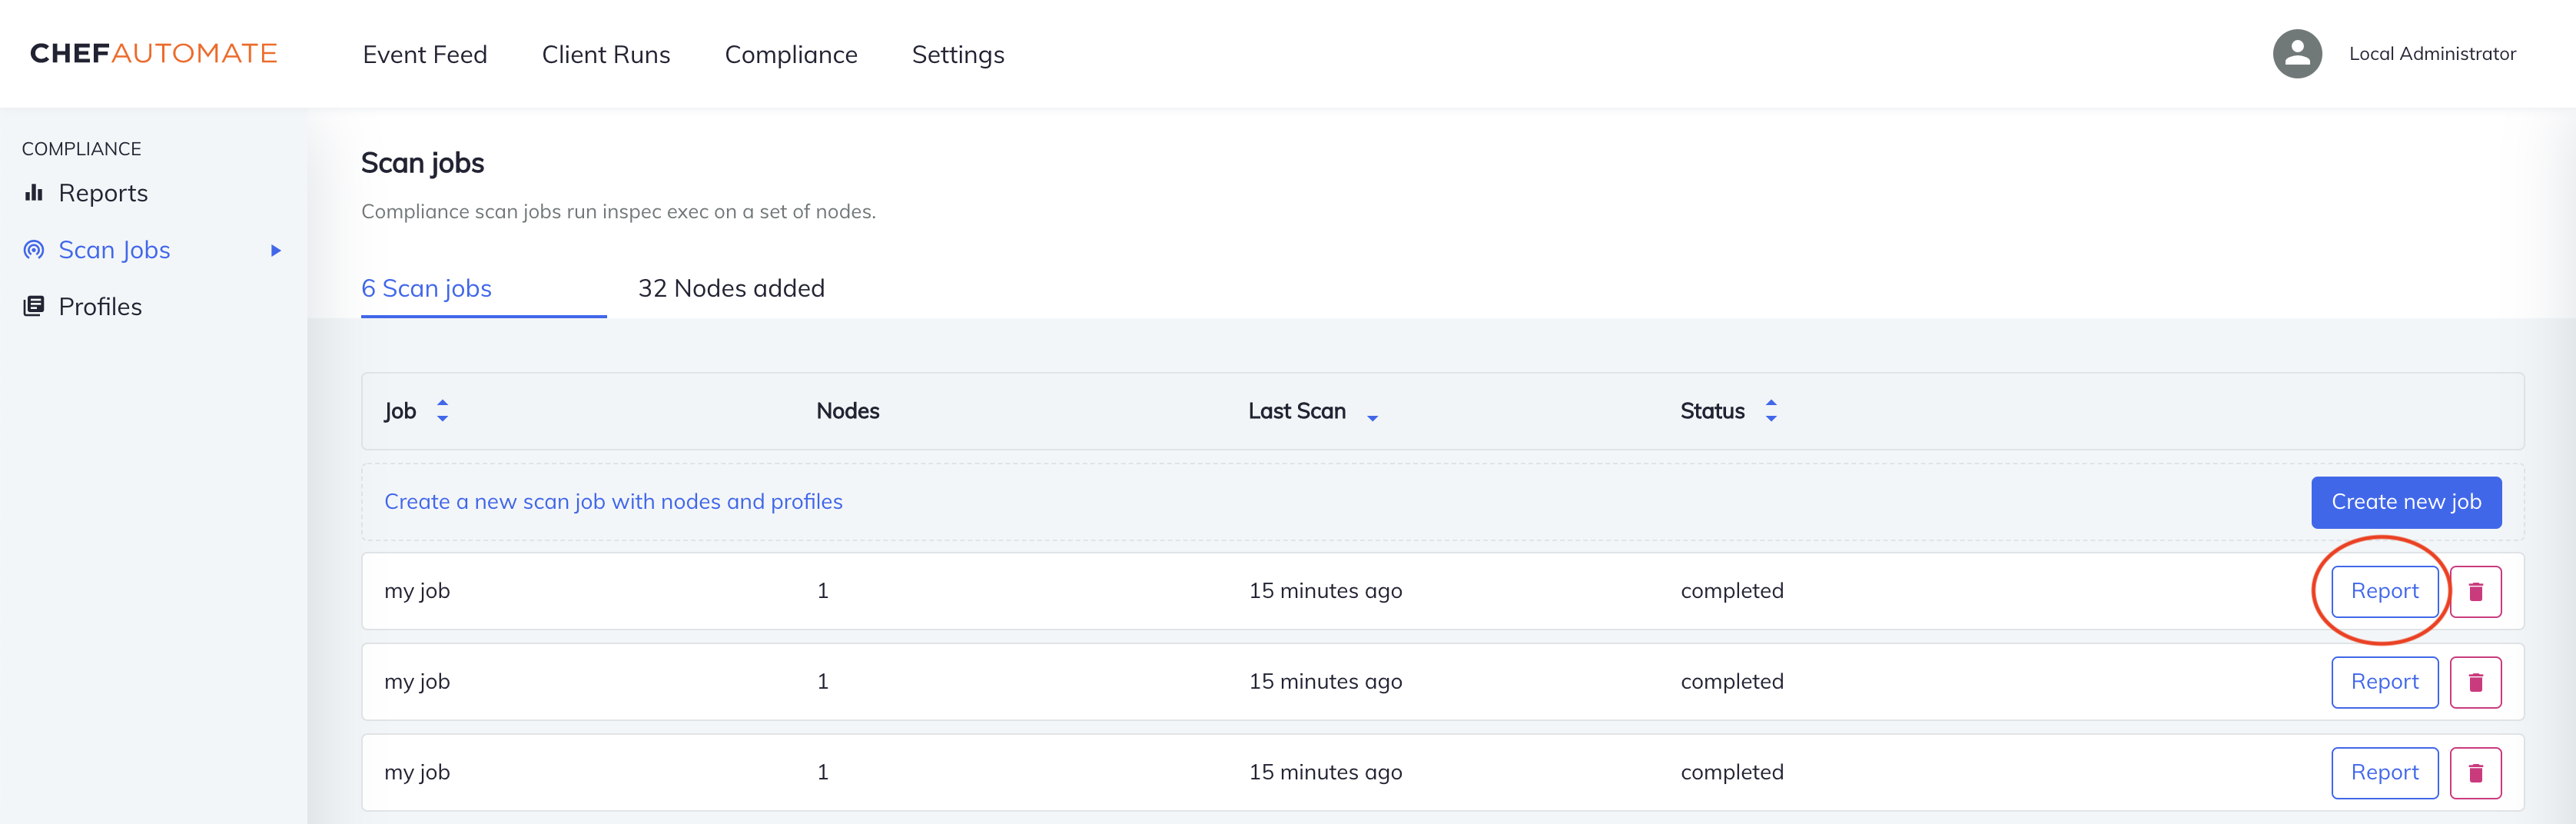 CHEFAUTOMATE Event Feed Client Runs Compliance Settings Local Administrator
COMPLIANCE
Reports
Scan Jobs
Profiles
Scan jobs
Compliance scan jobs run inspec exec on a set of nodes.
6 Scan jobs 32 Nodes added
Job Nodes Last Scan Status
Create a new scan job with nodes and profiles Create new job
my job 1 15 minutes ago completed Report
my job 1 15 minutes ago completed Report
my job 1 15 minutes ago completed Report